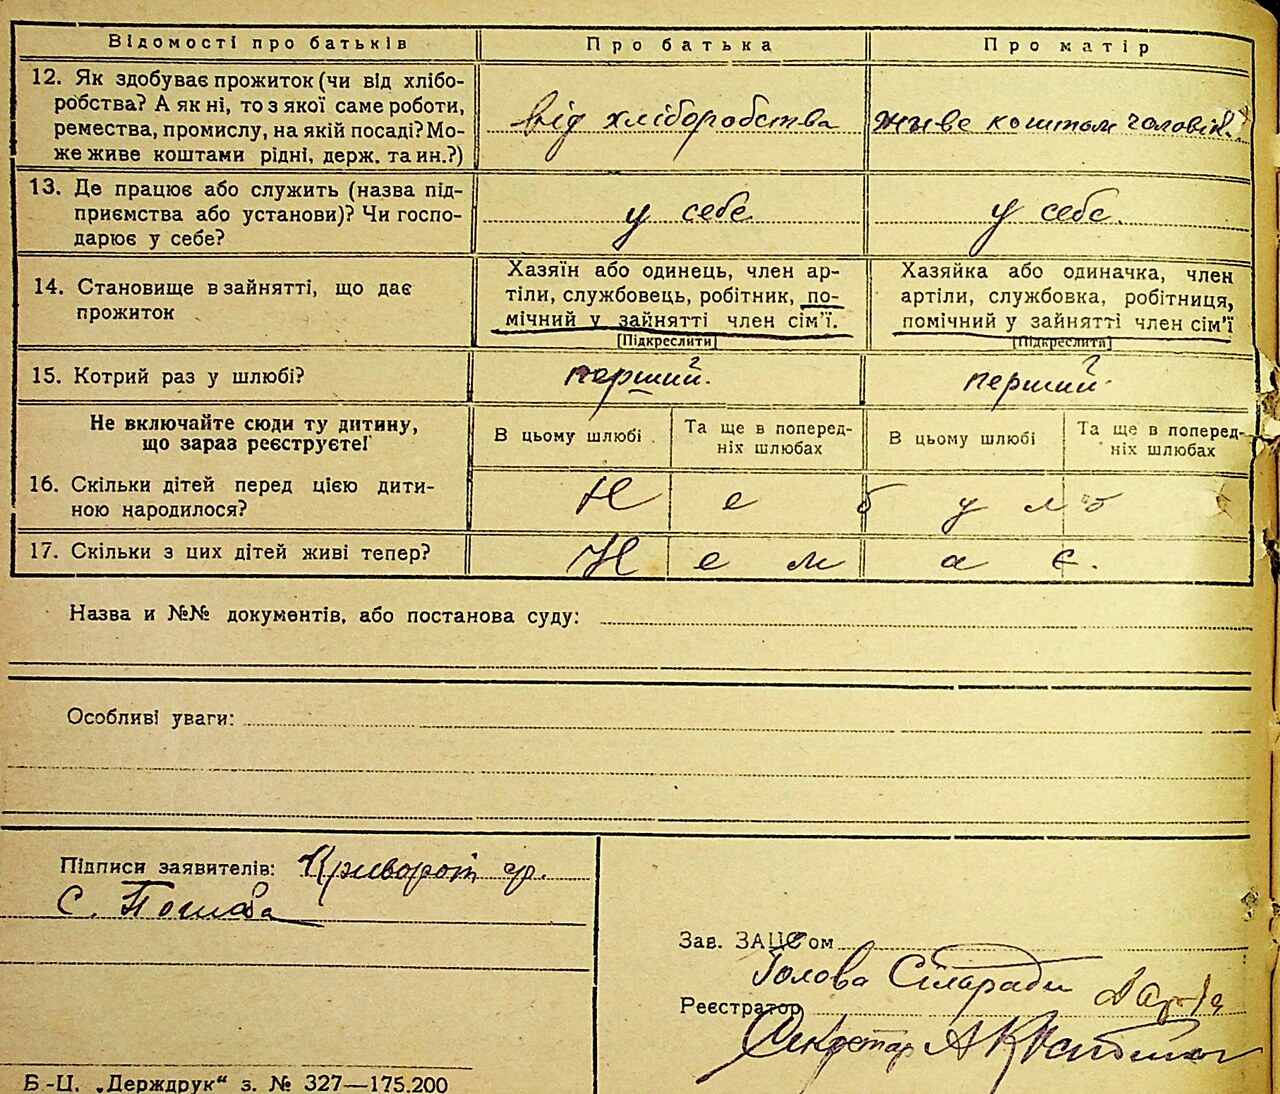 Відомості про батьків Про батька Про матір
12. Як здобуває прожиток (чи від хлібо-
робства? А як ні, то з якої саме роботи,
ремества, промислу, на якій посаді? Мо-
же живе коштами рідні, держ. та ин.?)
від хліборобства живе коштом чоловік.
13. Де працює або служить (назва під-
приємства або установи)? Чи госпо-
дарює у себе?
у себе у себе
14. Становище в зайнятті, що дає
прожиток
Хазяїн або одинець, член ар-
тіли, службовець, робітник, по-
мічний у зайнятті член сім'ї.
[Підкреслити]
Хазяйка або одиначка, член
артіли, службовка, робітниця,
помічний у зайнятті член сім'ї
[Підкреслити]
15. Котрий раз у шлюбі? перший. перший.
Не включайте сюди ту дитину,
що зараз реєструєте!
В цьому шлюбі Та ще в поперед-
ніх шлюбах
В цьому шлюбі Та ще в поперед-
ніх шлюбах
16. Скільки дітей перед цією дити-
ною народилося?
Не було
17. Скільки з цих дітей живі тепер? Немає.
Назва и №№ документів, або постанова суду:
Особливі уваги:
Підписи заявителів: Криворот
С.
Зав. ЗАЦСом
Голова Сільради
Реєстратор
Секретар А
Б-Ц. „Держдрук“ з. № 327—175.200